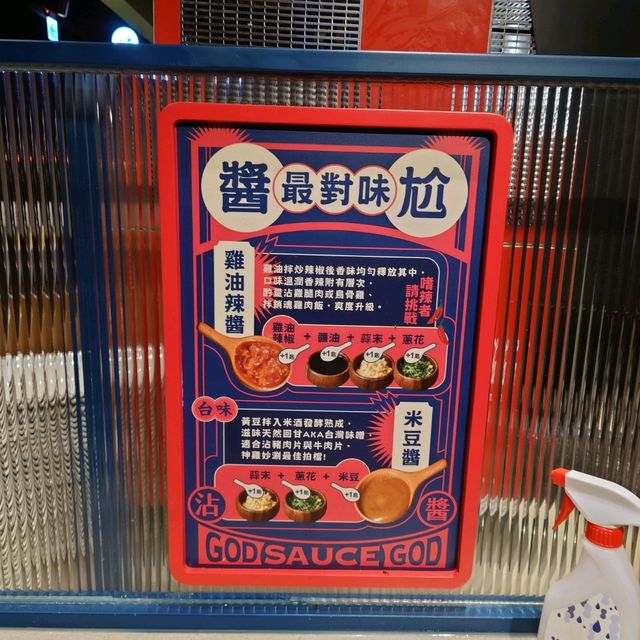 醬最對味尬
雞油辣醬
雞油拌炒辣椒後香味均勻釋放其中，
口味溫潤香辣附有層次，
酌量沾雞腿肉或烏骨雞、
拌銷魂雞肉飯，爽度升級。
嗜辣者
請挑戰
雞油
辣椒 + 醬油 + 蒜末 + 蔥花
+1匙 +1匙 +1匙 +1匙
台味
米豆醬
黃豆拌入米酒發酵熟成，
滋味天然回甘AKA台灣味噌，
適合沾豬肉片與牛肉片，
神雞妙涮最佳拍檔！
蒜末 + 蔥花 + 米豆
+1匙 +1匙 +1匙
沾 醬
GOD SAUCE GOD